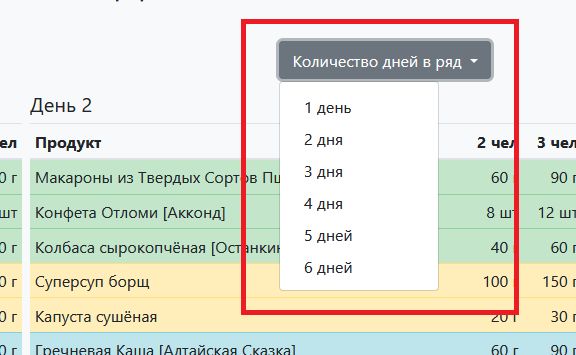 Количество дней в ряд
1 день
2 дня
3 дня
4 дня
5 дней
6 дней
День 2
чел Продукт 2 чел 3 чел
0 г Макароны из Твердых Сортов 60 г 90 г
шт Конфета Отломи [Акконд] 8 шт 12 шт
0 г Колбаса сырокопчёная 40 г 60 г
0 г Суперсуп борщ 100 г 150 г
0 г Капуста сушёная 20 г 30 г
0 г Гречневая Каша [Алтайская Сказка] 60 г 90 г